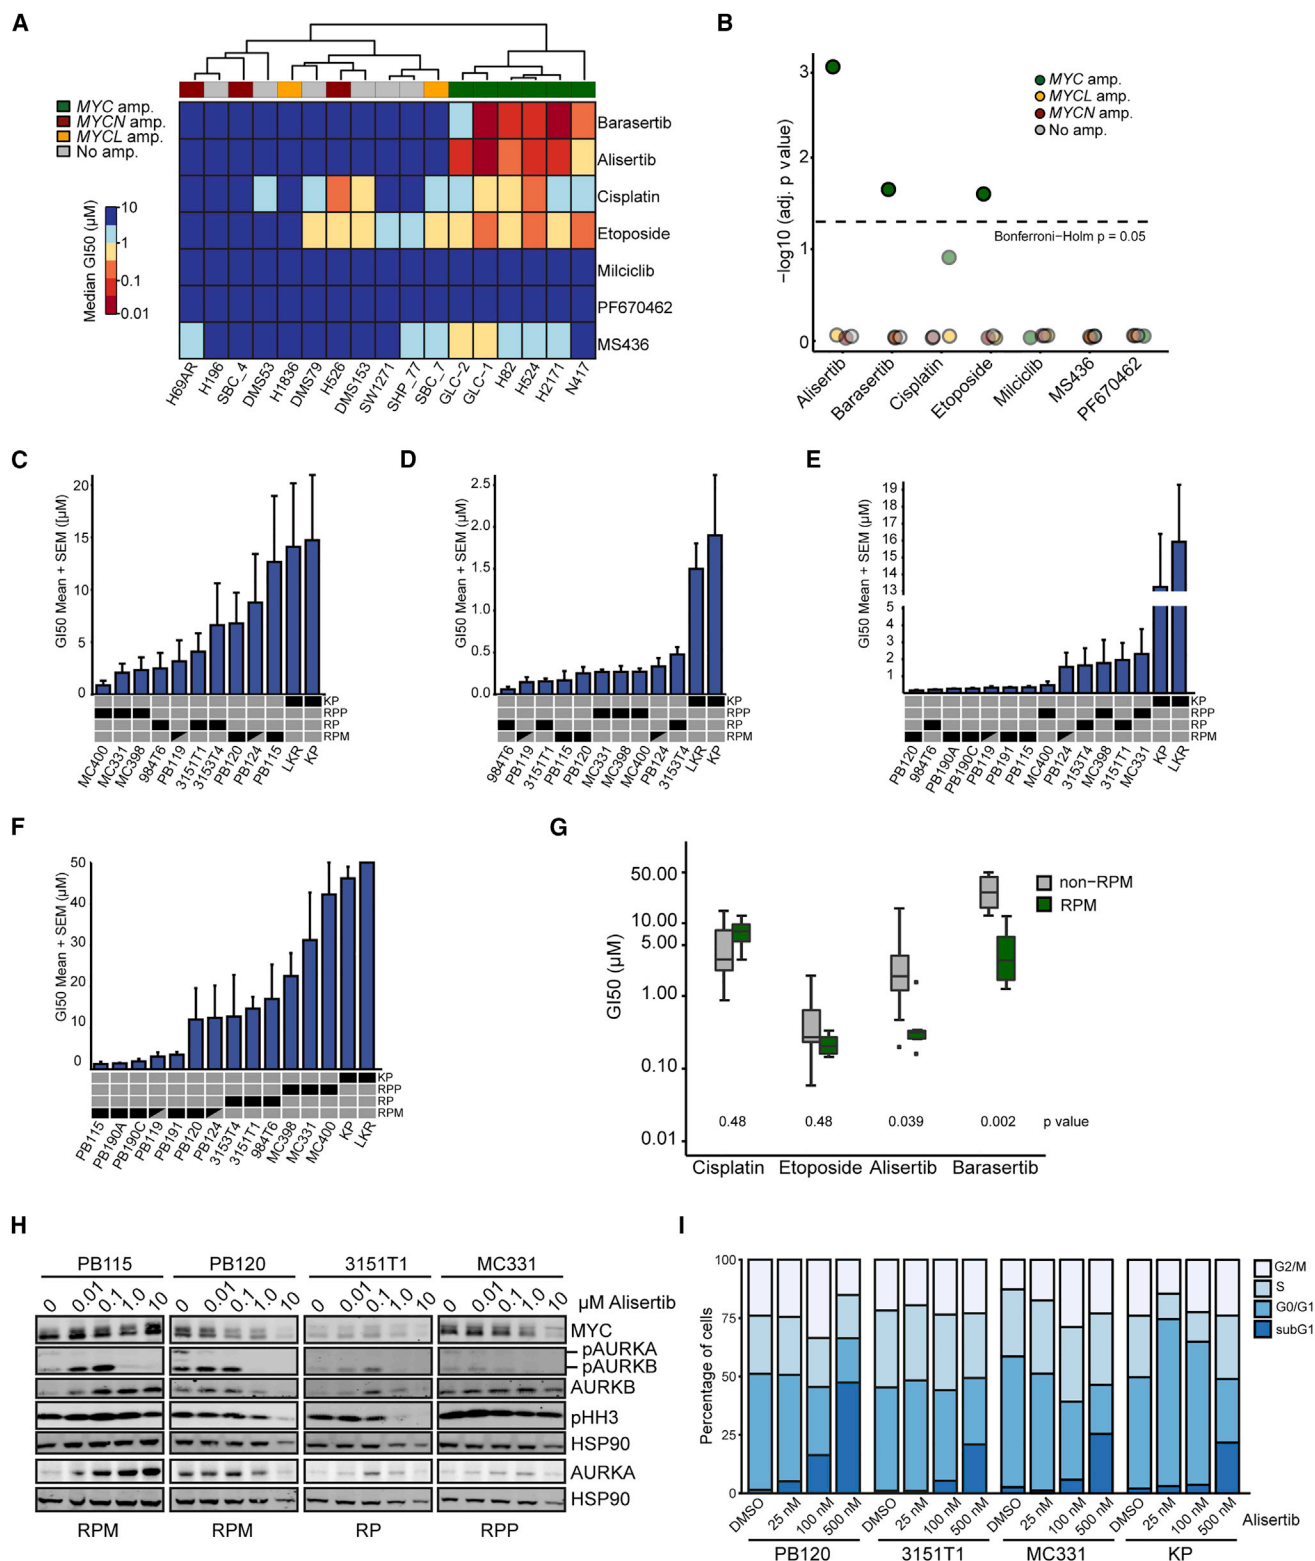 A
MYC amp.
MYCN amp.
MYCL amp.
No amp.
Median GI50 (µM)
10
1
0.1
0.01
Barasertib
Alisertib
Cisplatin
Etoposide
Milciclib
PF670462
MS436
H69AR
H196
SBC_4
DMS53
H1836
DMS79
H526
DMS153
SW1271
SHP_77
SBC_7
GLC−2
GLC−1
H82
H524
H2171
N417
B
−log10 (adj. p value)
3
2
1
0
MYC amp.
MYCL amp.
MYCN amp.
No amp.
Bonferroni−Holm p = 0.05
Alisertib
Barasertib
Cisplatin
Etoposide
Milciclib
MS436
PF670462
C
GI50 Mean + SEM ([µM)
20
15
10
5
0
KP
RPP
RP
RPM
MC400
MC331
MC398
984T6
PB119
3151T1
3153T4
PB120
PB124
PB115
LKR
KP
D
GI50 Mean + SEM (µM)
2.5
2.0
1.5
1.0
0.5
0.0
KP
RPP
RP
RPM
984T6
PB119
3151T1
PB115
PB120
MC331
MC398
MC400
PB124
3153T4
LKR
KP
E
GI50 Mean + SEM (µM)
19
18
17
16
15
14
13
5
4
3
2
1
KP
RPP
RP
RPM
PB120
984T6
PB190A
PB190C
PB119
PB191
PB115
MC400
PB124
3153T4
MC398
3151T1
MC331
KP
LKR
F
GI50 Mean + SEM (µM)
50
40
30
20
10
0
KP
RPP
RP
RPM
PB115
PB190A
PB190C
PB119
PB191
PB120
PB124
3153T4
3151T1
984T6
MC398
MC331
MC400
KP
LKR
G
GI50 (µM)
50.00
10.00
5.00
1.00
0.10
0.01
non−RPM
RPM
0.48 0.48 0.039 0.002 p value
Cisplatin Etoposide Alisertib Barasertib
H
PB115 PB120 3151T1 MC331
0 0.01 0.1 1.0 10 0 0.01 0.1 1.0 10 0 0.01 0.1 1.0 10 0 0.01 0.1 1.0 10 µM Alisertib
MYC
pAURKA
pAURKB
AURKB
pHH3
HSP90
AURKA
HSP90
RPM RPM RP RPP
I
Percentage of cells
100
75
50
25
0
G2/M
S
G0/G1
subG1
DMSO 25 nM 100 nM 500 nM DMSO 25 nM 100 nM 500 nM DMSO 25 nM 100 nM 500 nM DMSO 25 nM 100 nM 500 nM Alisertib
PB120 3151T1 MC331 KP